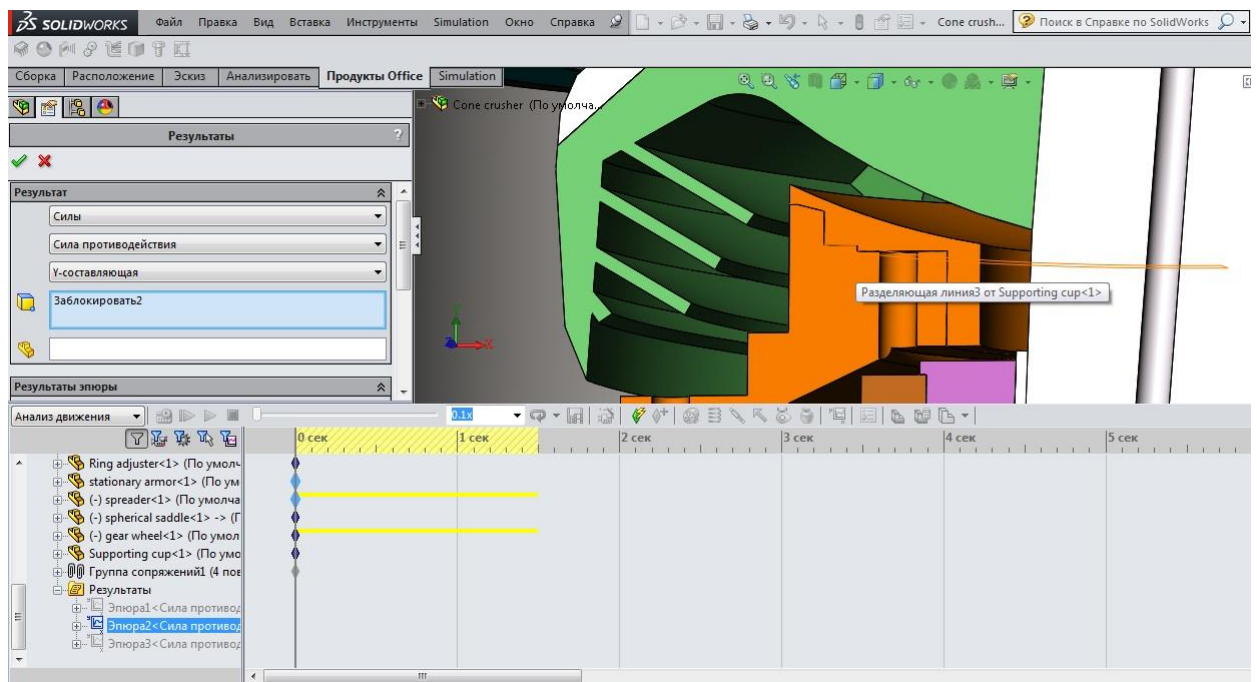 SOLIDWORKS Файл Правка Вид Вставка Инструменты Simulation Окно Справка Cone crush... Поиск в Справке по SolidWorks
Сборка Расположение Эскиз Анализировать Продукты Office Simulation
Cone crusher (По умолча...
Результаты ?
Результат
Силы
Сила противодействия
Y-составляющая
Заблокировать2
Разделяющая линия3 от Supporting cup<1>
Результаты эпюры
Анализ движения 0.1x
0 сек 1 сек 2 сек 3 сек 4 сек 5 сек
Ring adjuster<1> (По умолч
stationary armor<1> (По ум
(-) spreader<1> (По умолча
(-) spherical saddle<1> -> (П
(-) gear wheel<1> (По умол
Supporting cup<1> (По умо
Группа сопряжений1 (4 пов
Результаты
Эпюра1<Сила противод
Эпюра2<Сила противод
Эпюра3<Сила противод